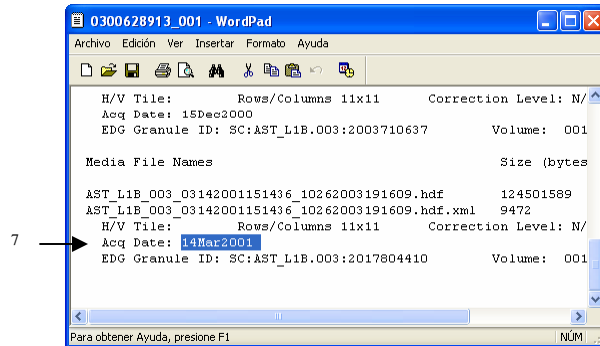 0300628913_001 - WordPad
Archivo Edición Ver Insertar Formato Ayuda
H/V Tile: Rows/Columns 11x11 Correction Level: N/
Acq Date: 15Dec2000
EDG Granule ID: SC:AST_L1B.003:2003710637 Volume: 001
Media File Names Size (bytes
AST_L1B_003_03142001151436_10262003191609.hdf 124501589
AST_L1B_003_03142001151436_10262003191609.hdf.xml 9472
H/V Tile: Rows/Columns 11x11 Correction Level: N/
7 Acq Date: 14Mar2001
EDG Granule ID: SC:AST_L1B.003:2017804410 Volume: 001
Para obtener Ayuda, presione F1 NÚM